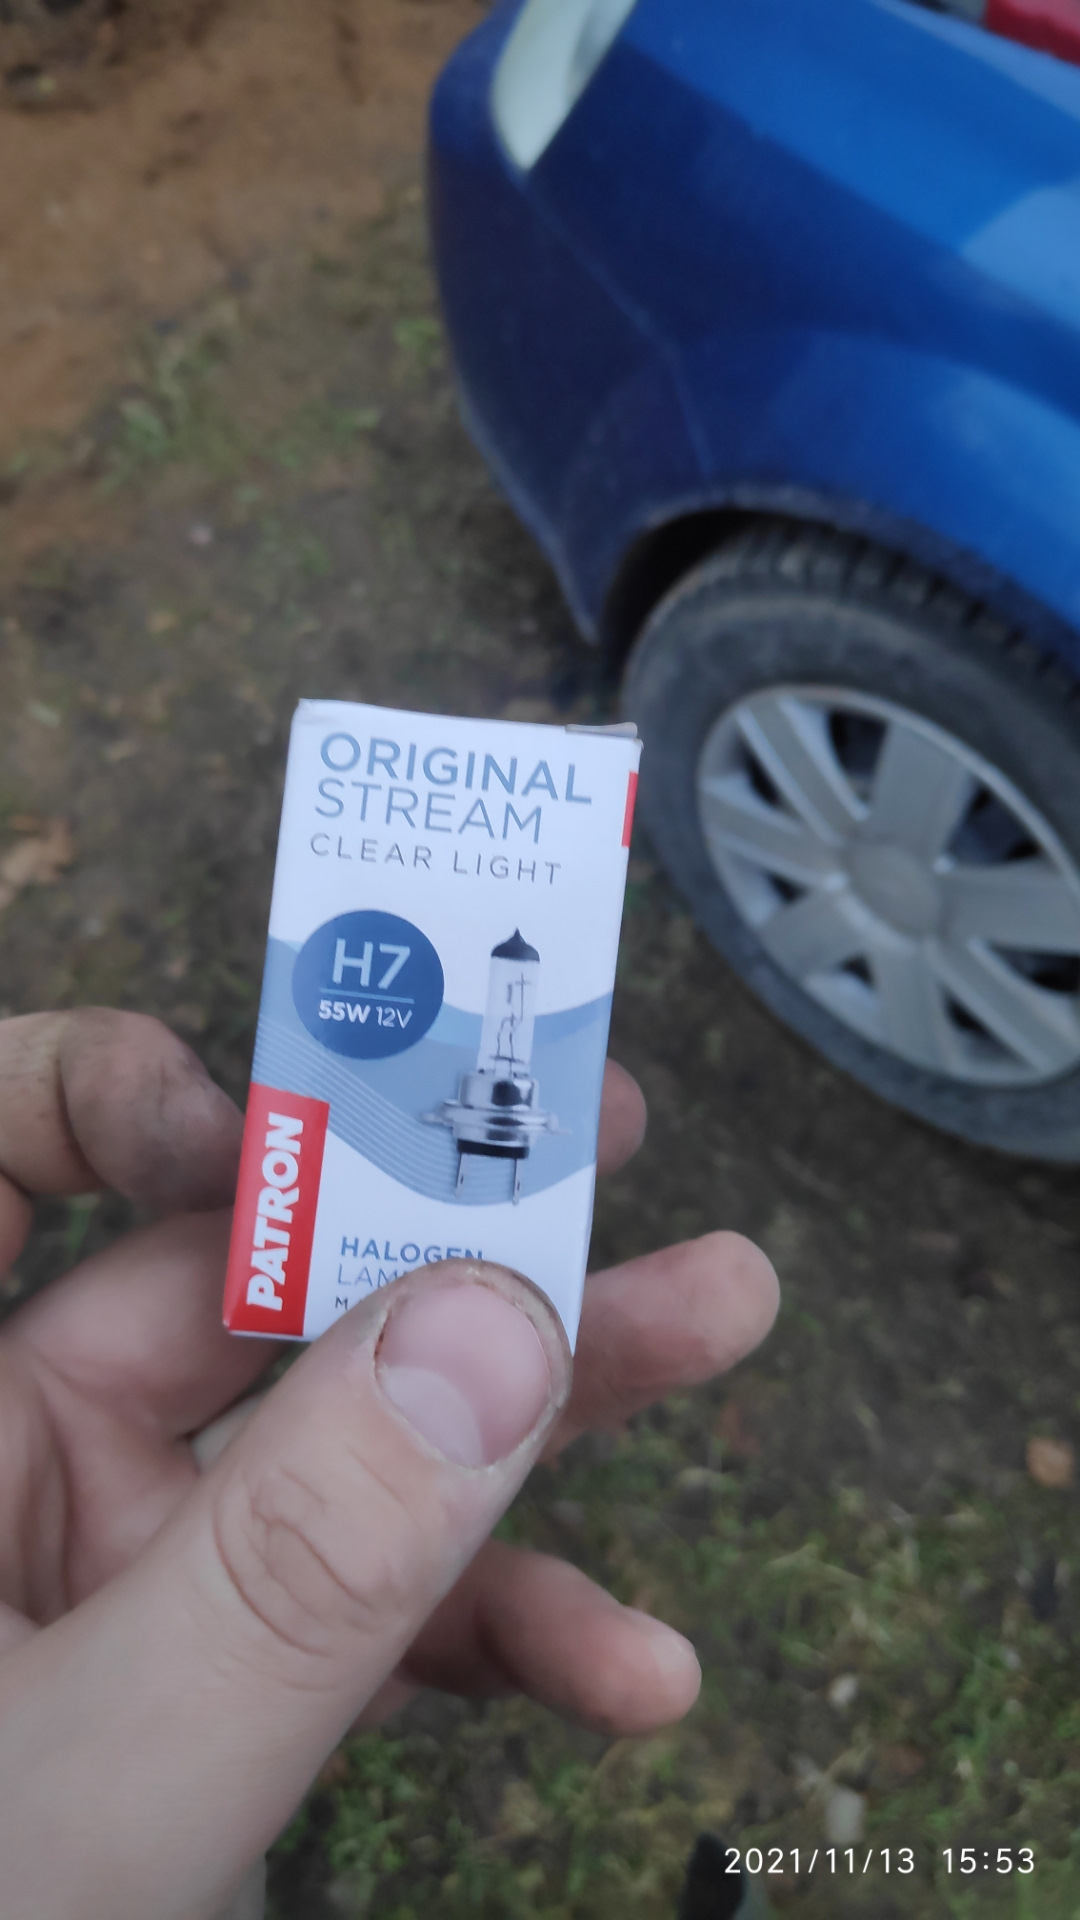 ORIGINAL
STREAM
CLEAR LIGHT
H7
55W 12V
PATRON
HALOGEN
2021/11/13 15:53